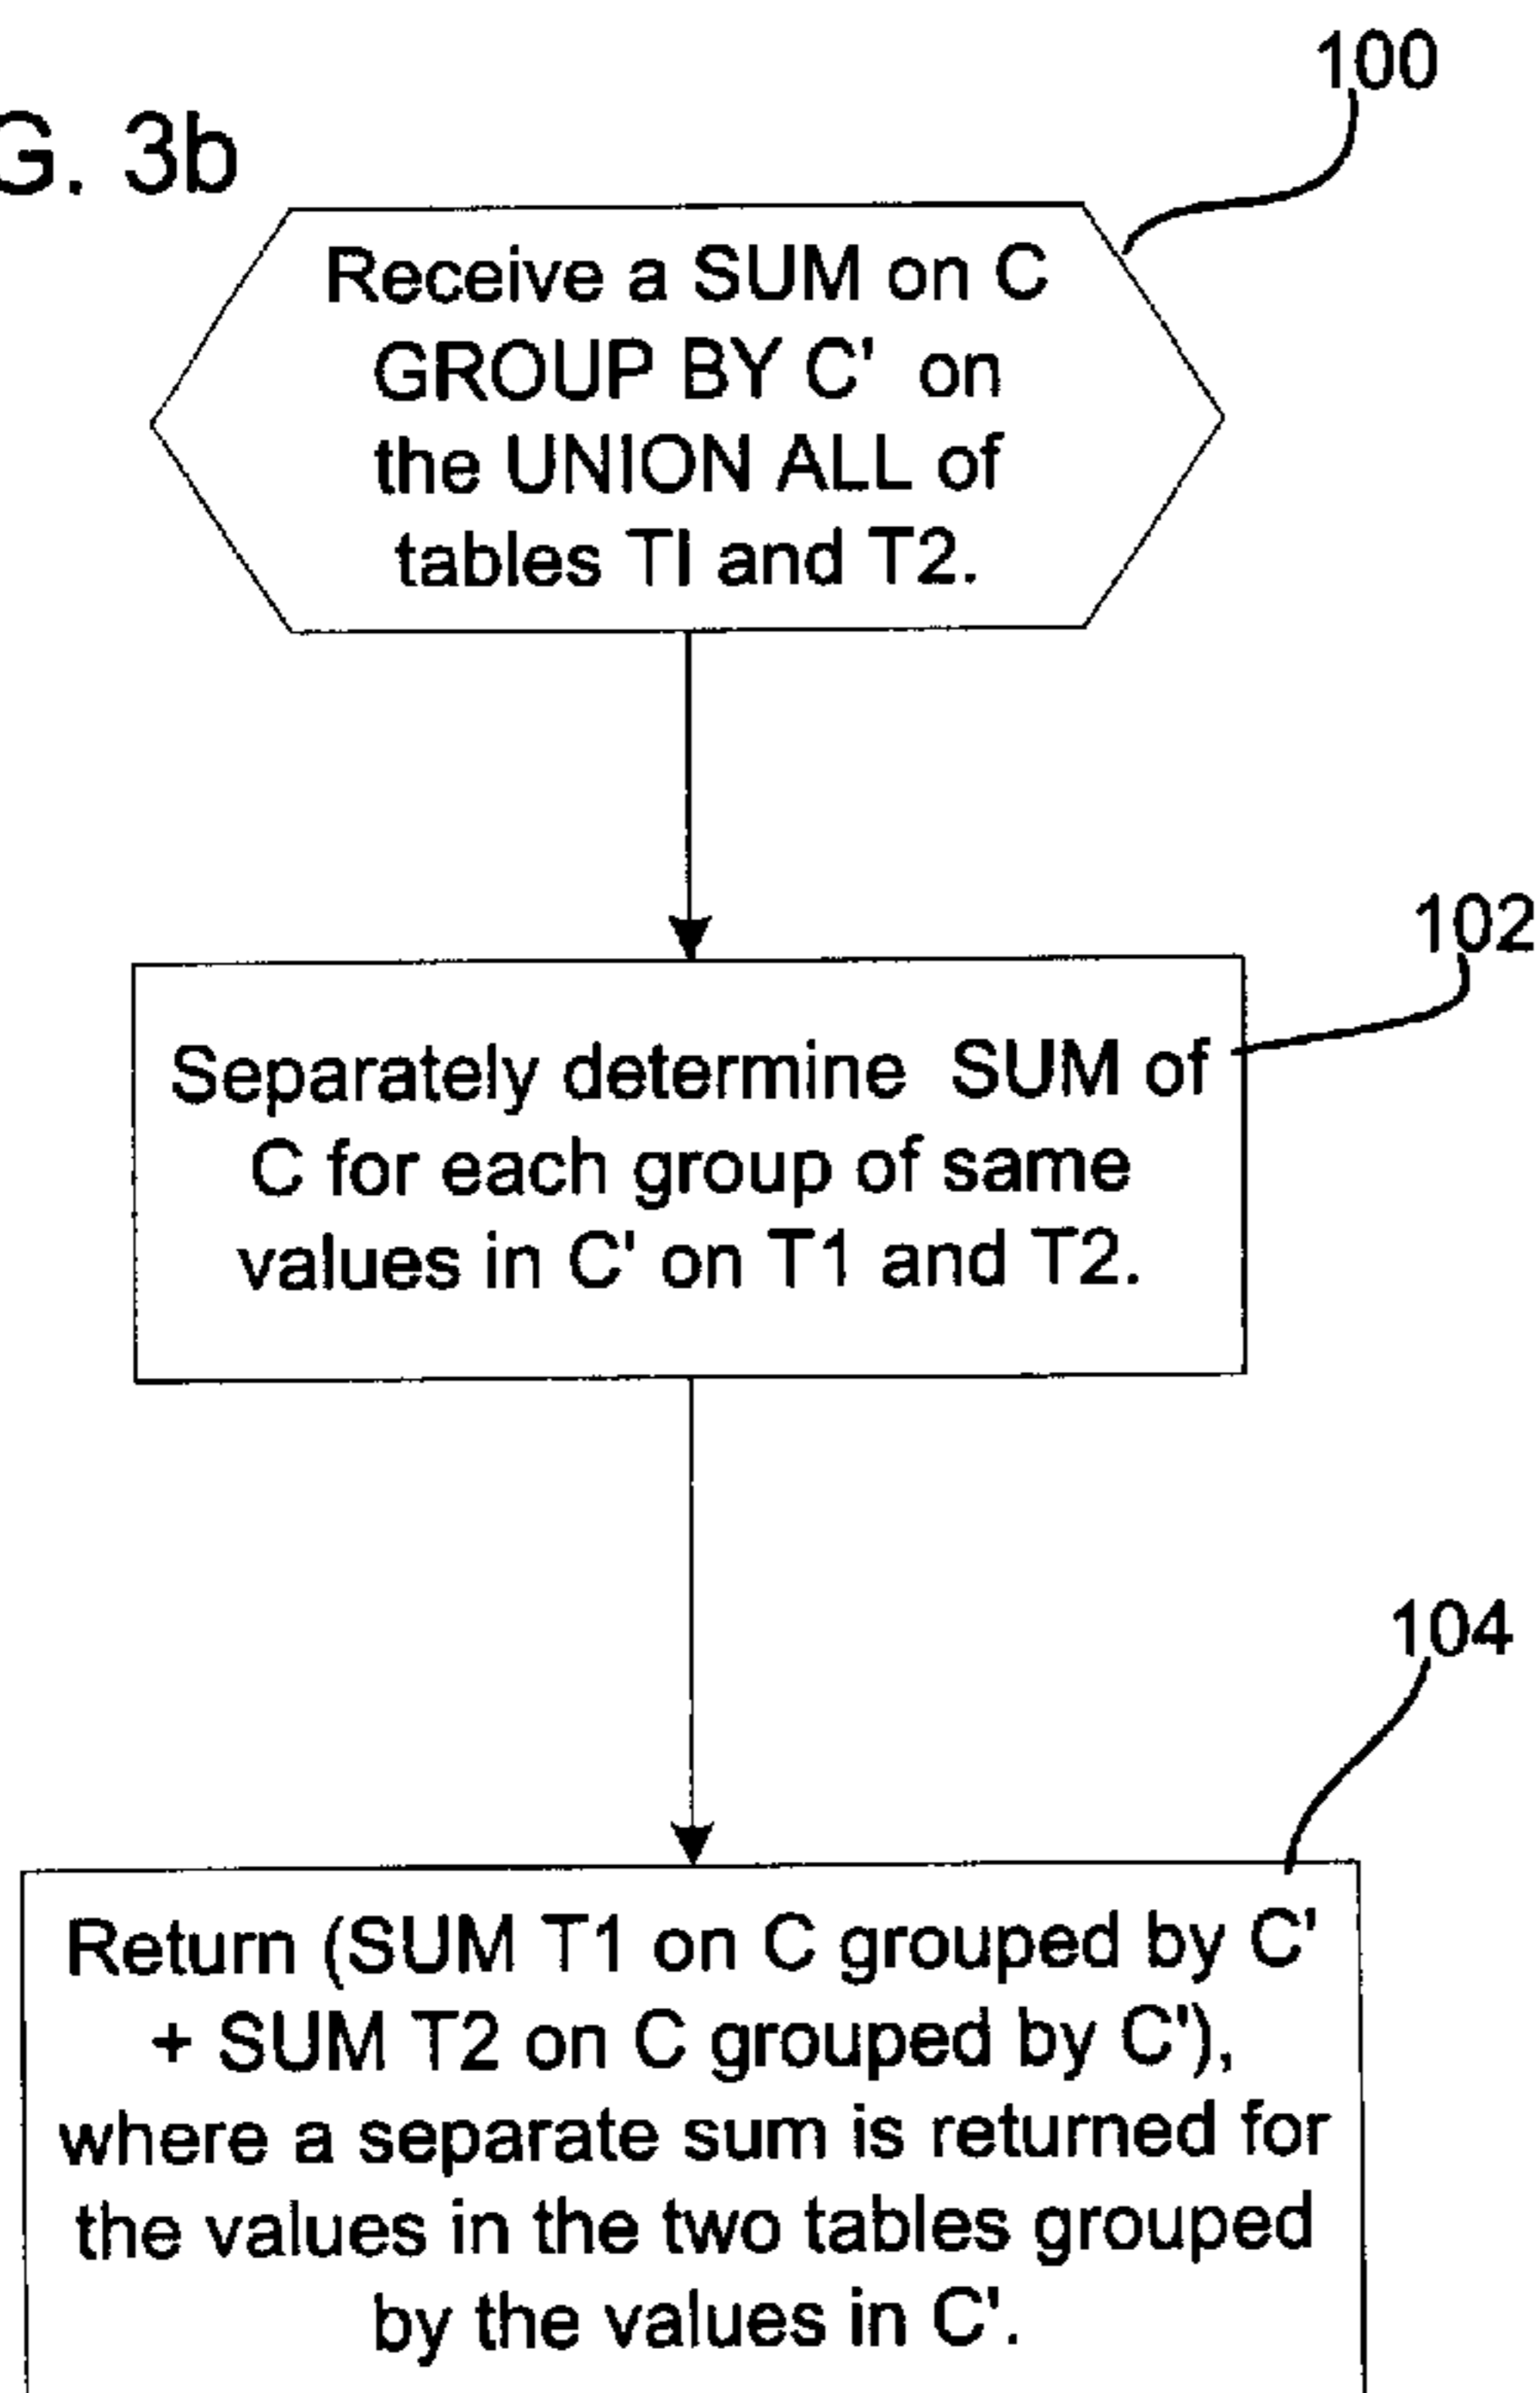 100
G. 3b
Receive a SUM on C
GROUP BY C' on
the UNION ALL of
tables TI and T2.
102
Separately determine SUM of
C for each group of same
values in C' on T1 and T2.
104
Return (SUM T1 on C grouped by C'
+ SUM T2 on C grouped by C'),
where a separate sum is returned for
the values in the two tables grouped
by the values in C'.